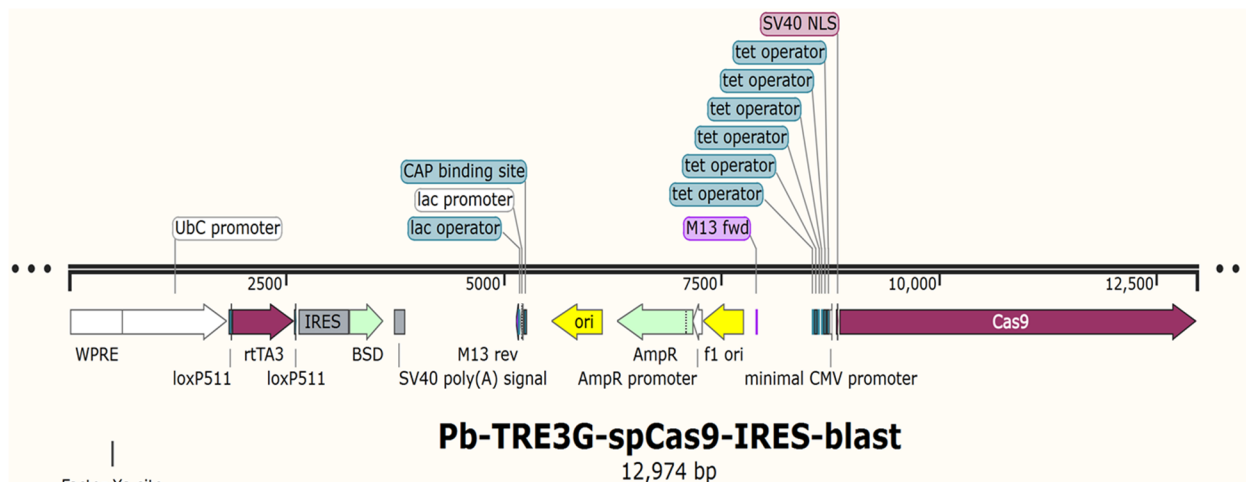 SV40 NLS
tet operator
tet operator
tet operator
tet operator
tet operator
tet operator
CAP binding site
lac promoter
lac operator
UbC promoter
M13 fwd
2500
5000
7500
10,000
12,500
IRES
ori
Cas9
WPRE
rtTA3
BSD
M13 rev
AmpR
f1 ori
loxP511
loxP511
SV40 poly(A) signal
AmpR promoter
minimal CMV promoter
Pb-TRE3G-spCas9-IRES-blast
12,974 bp